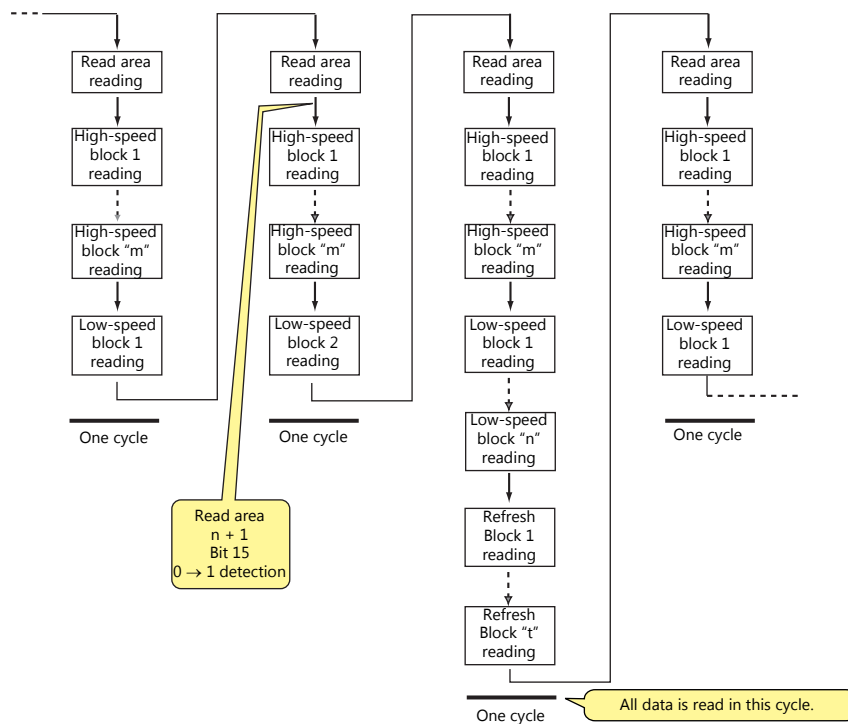 Read area
reading
High-speed
block 1
reading
High-speed
block “m”
reading
Low-speed
block 1
reading
One cycle
Read area
reading
High-speed
block 1
reading
High-speed
block “m”
reading
Low-speed
block 2
reading
One cycle
Read area
n + 1
Bit 15
0 → 1 detection
Read area
reading
High-speed
block 1
reading
High-speed
block “m”
reading
Low-speed
block 1
reading
Low-speed
block “n”
reading
Refresh
Block 1
reading
Refresh
Block “t”
reading
One cycle
All data is read in this cycle.
Read area
reading
High-speed
block 1
reading
High-speed
block “m”
reading
Low-speed
block 1
reading
One cycle